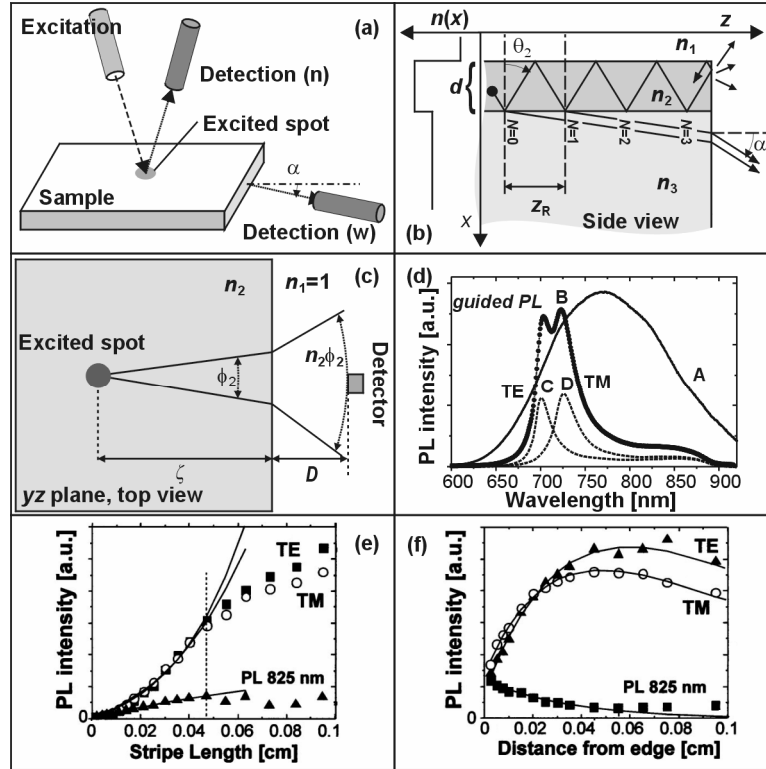 (a)
Excitation
Detection (n)
Excited spot
α
Sample
Detection (w)
n(x)
z
θ2
n1
d
n2
N=0
N=1
N=2
N=3
α
n3
zR
x
Side view
(b)
(c)
n2
n1=1
Excited spot
ϕ2
n2ϕ2
Detector
ζ
D
yz plane, top view
(d)
guided PL
B
A
TE
C
D
TM
PL intensity [a.u.]
600 650 700 750 800 850 900
Wavelength [nm]
(e)
TE
TM
PL 825 nm
PL intensity [a.u.]
0
0 0.02 0.04 0.06 0.08 0.1
Stripe Length [cm]
(f)
TE
TM
PL 825 nm
PL intensity [a.u.]
0
0 0.02 0.04 0.06 0.08 0.1
Distance from edge [cm]